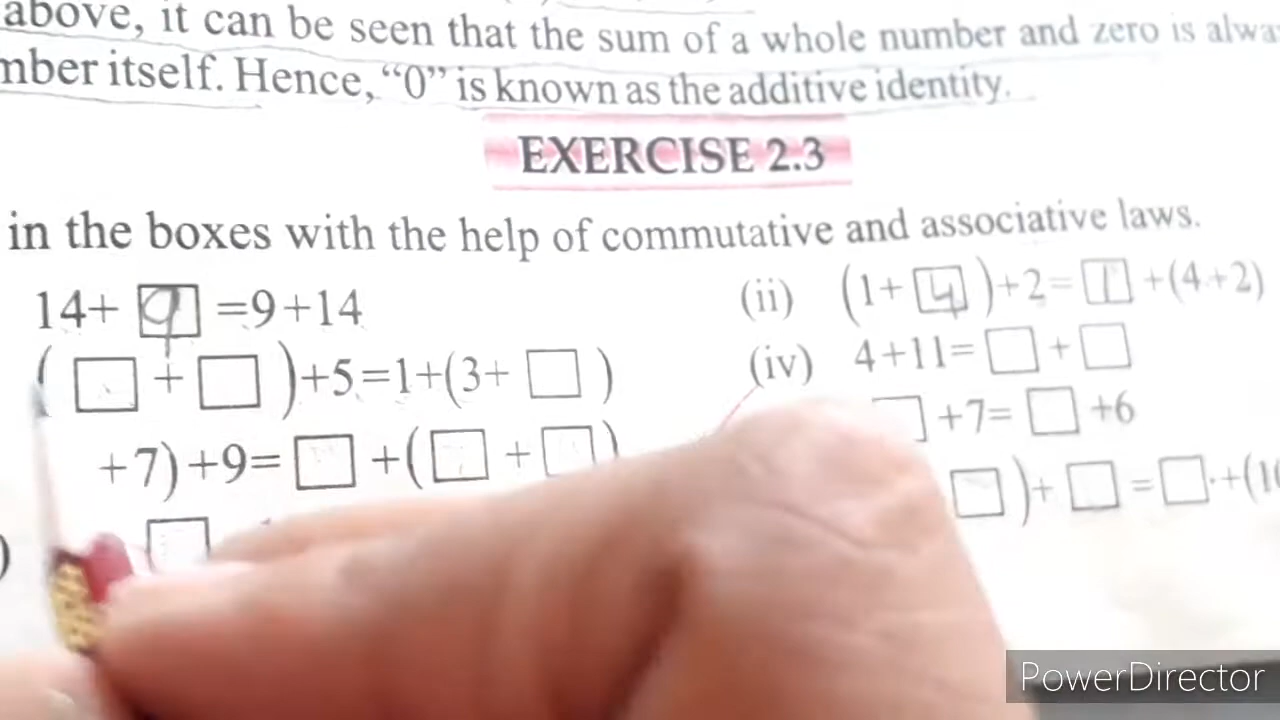 above, it can be seen that the sum of a whole number and zero is
mber itself. Hence, “0” is known as the additive identity.
EXERCISE 2.3
in the boxes with the help of commutative and associative laws.
14+ 9 =9+14
(ii) (1+ 4 )+2= 1 +(4+2)
( □ + □ )+5=1+(3+ □ )
(iv) 4+11= □ + □
□ +7= □ +6
+7)+9= □ +( □ + □ )
□ )+ □ = □ +(
□
)
PowerDirector